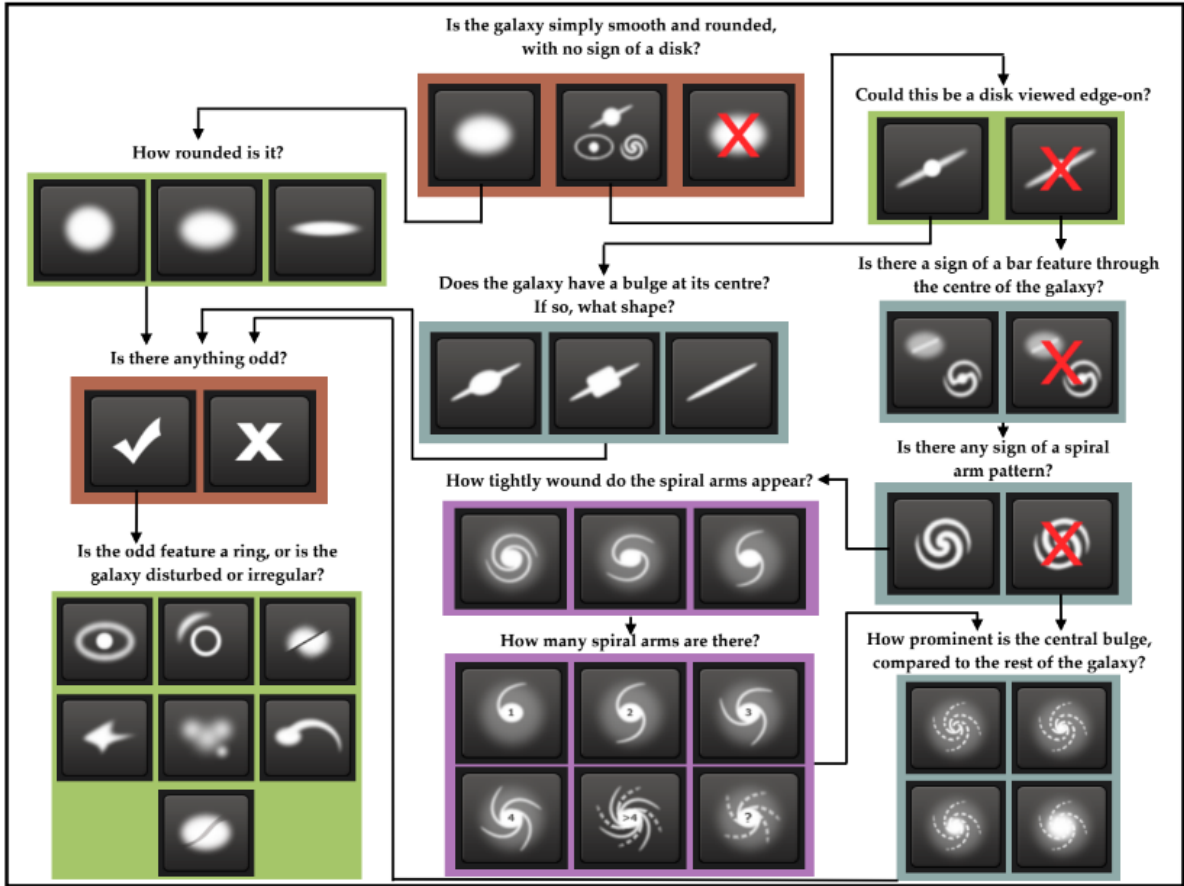 Is the galaxy simply smooth and rounded,
with no sign of a disk?
Could this be a disk viewed edge-on?
How rounded is it?
Is there a sign of a bar feature through
the centre of the galaxy?
Does the galaxy have a bulge at its centre?
If so, what shape?
Is there anything odd?
Is there any sign of a spiral
arm pattern?
How tightly wound do the spiral arms appear?
Is the odd feature a ring, or is the
galaxy disturbed or irregular?
How many spiral arms are there?
How prominent is the central bulge,
compared to the rest of the galaxy?
1
2
3
4
>4
?